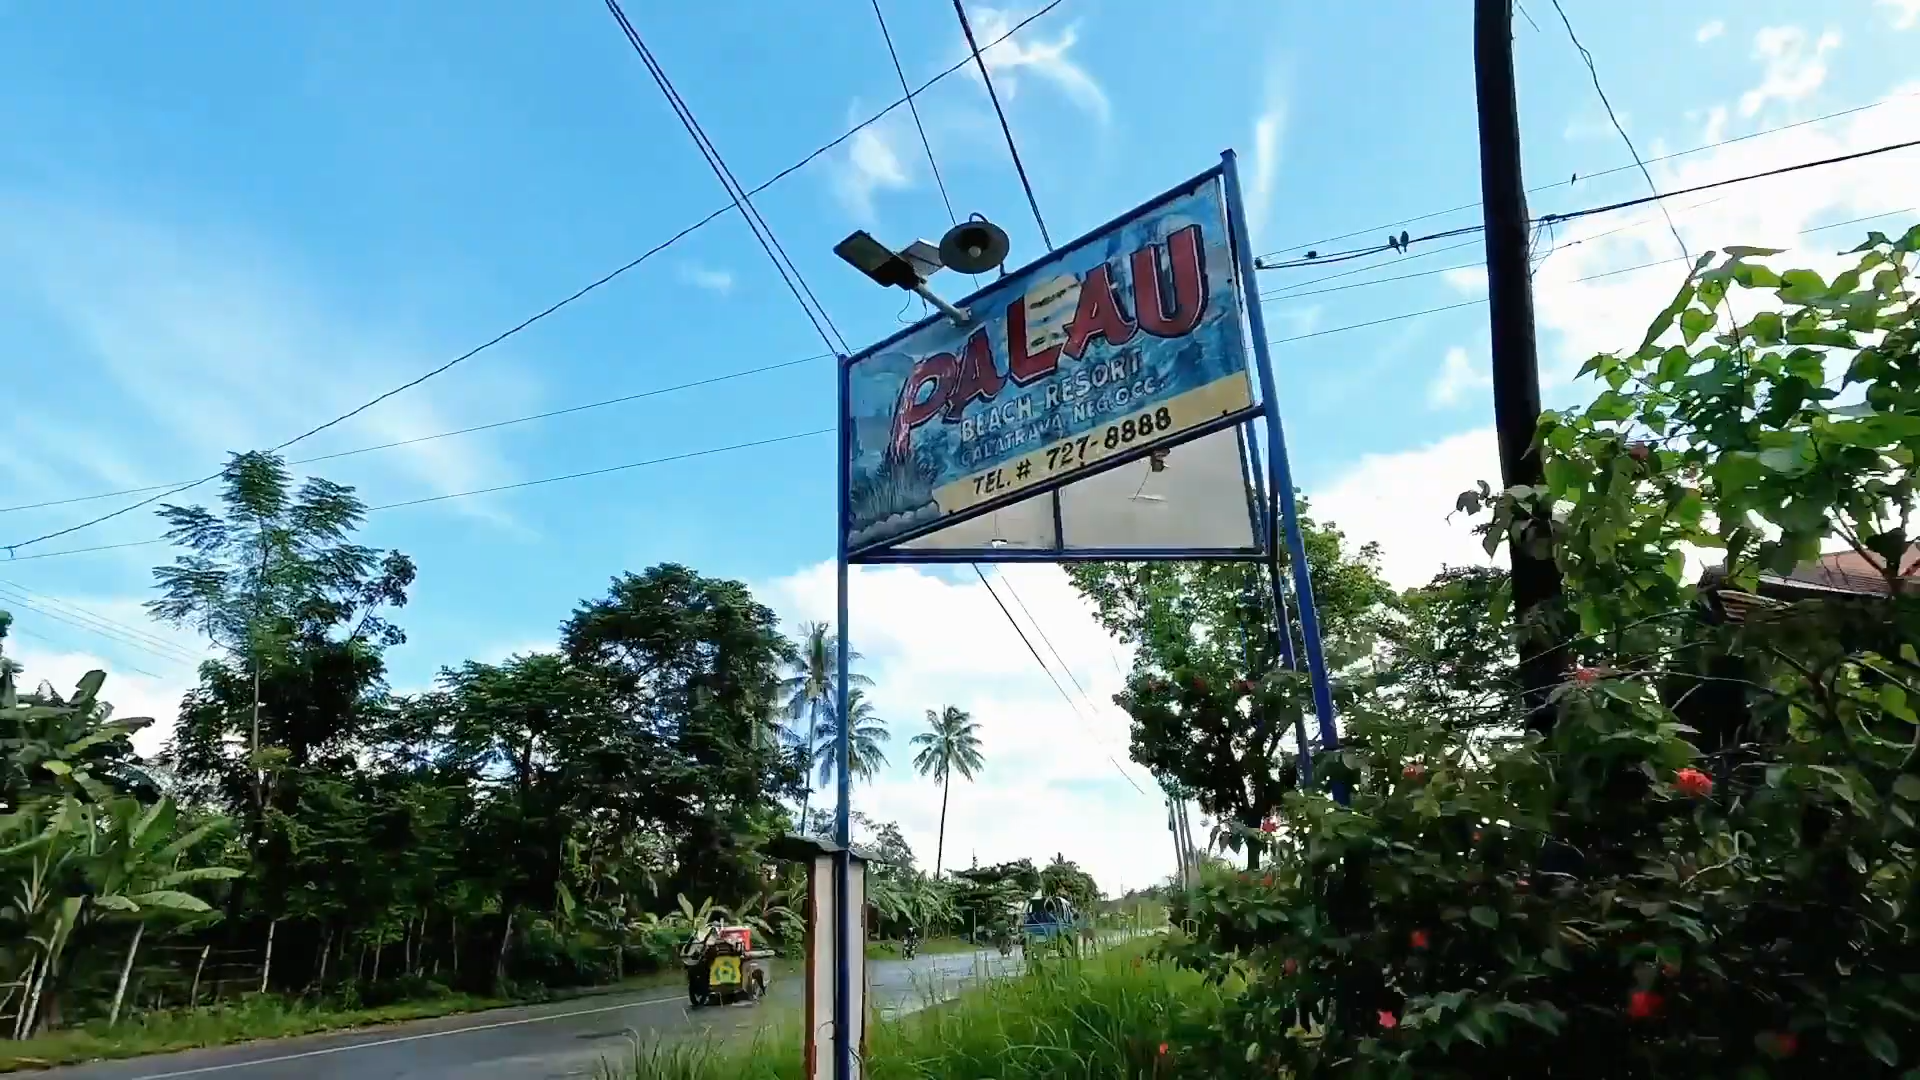 PALAU
BEACH RESORT
CALATRAVA, NEG. OCC.
TEL. # 727-8888